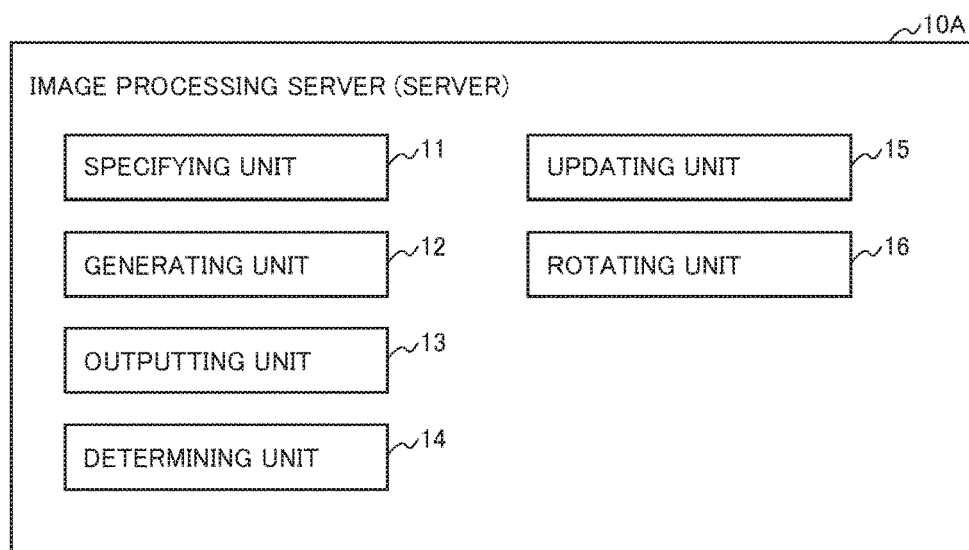 10A
IMAGE PROCESSING SERVER (SERVER)
SPECIFYING UNIT 11
GENERATING UNIT 12
OUTPUTTING UNIT 13
DETERMINING UNIT 14
UPDATING UNIT 15
ROTATING UNIT 16